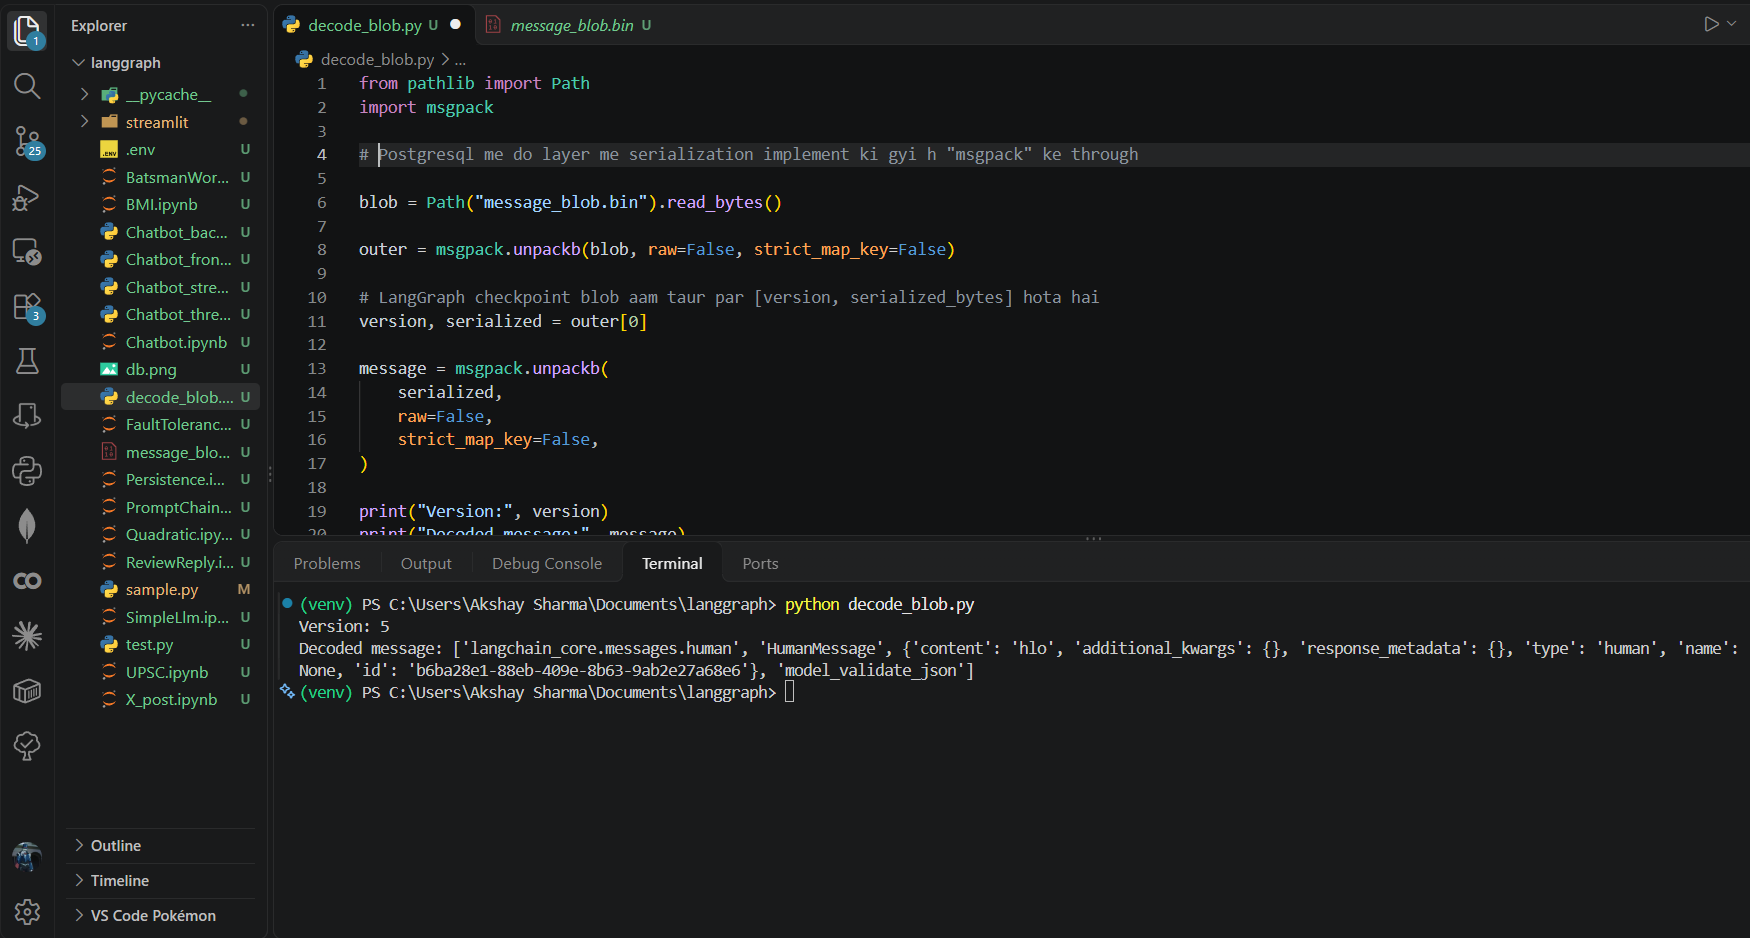 1
25
3
Explorer
langgraph
__pycache__
streamlit
.env U
BatsmanWor... U
BMI.ipynb U
Chatbot_bac... U
Chatbot_fron... U
Chatbot_stre... U
Chatbot_thre... U
Chatbot.ipynb U
db.png U
decode_blob.... U
FaultToleranc... U
message_blo... U
Persistence.i... U
PromptChain... U
Quadratic.ipy... U
ReviewReply.i... U
sample.py M
SimpleLlm.ip... U
test.py U
UPSC.ipynb U
X_post.ipynb U
Outline
Timeline
VS Code Pokémon
decode_blob.py U
message_blob.bin U
decode_blob.py > ...
1 from pathlib import Path
2 import msgpack
3
4 # Postgresql me do layer me serialization implement ki gyi h "msgpack" ke through
5
6 blob = Path("message_blob.bin").read_bytes()
7
8 outer = msgpack.unpackb(blob, raw=False, strict_map_key=False)
9
10 # LangGraph checkpoint blob aam taur par [version, serialized_bytes] hota hai
11 version, serialized = outer[0]
12
13 message = msgpack.unpackb(
14 serialized,
15 raw=False,
16 strict_map_key=False,
17 )
18
19 print("Version:", version)
20 print("Decoded message:", message)
Problems Output Debug Console Terminal Ports
(venv) PS C:\Users\Akshay Sharma\Documents\langgraph> python decode_blob.py
Version: 5
Decoded message: ['langchain_core.messages.human', 'HumanMessage', {'content': 'hlo', 'additional_kwargs': {}, 'response_metadata': {}, 'type': 'human', 'name':
None, 'id': 'b6ba28e1-88eb-409e-8b63-9ab2e27a68e6'}, 'model_validate_json']
(venv) PS C:\Users\Akshay Sharma\Documents\langgraph>